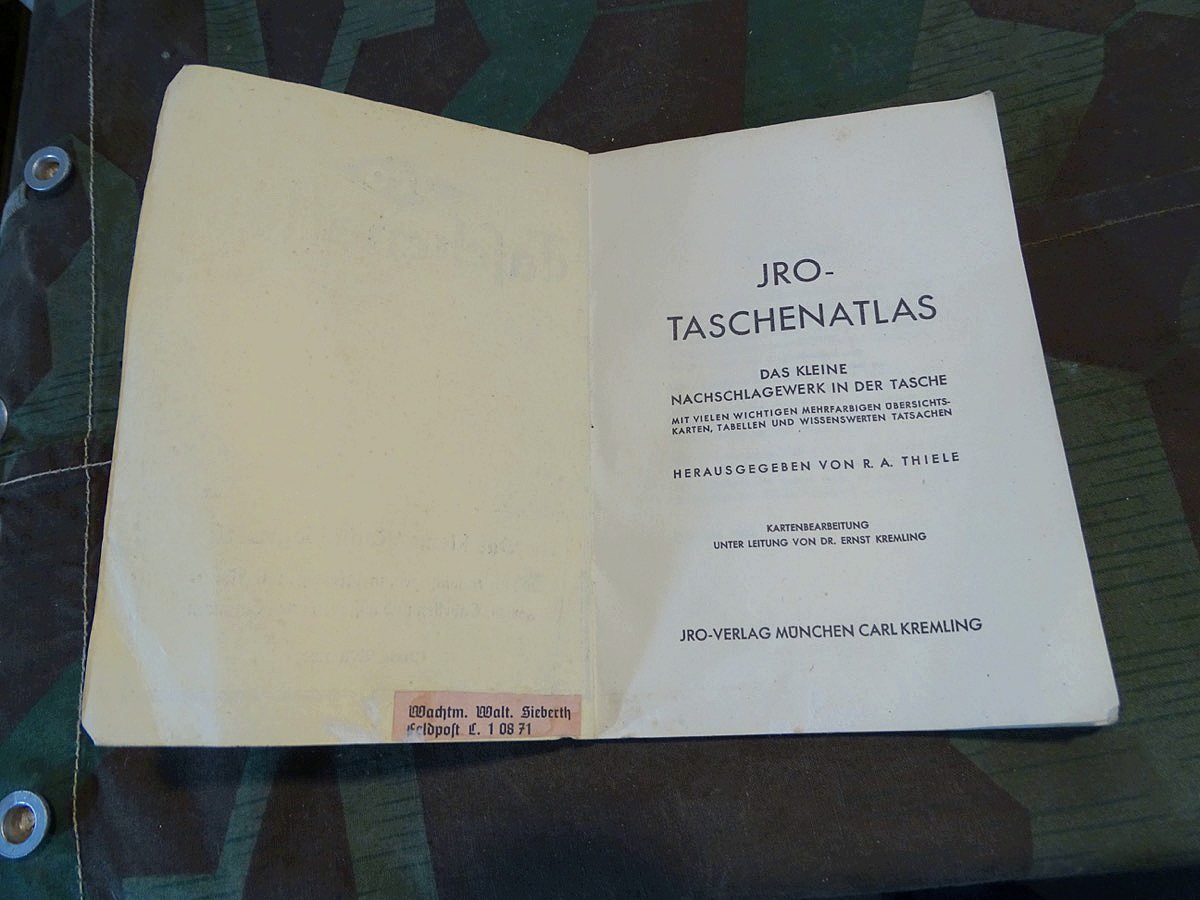 Wachtm. Walt. Sieberth
Feldpost L. 1 08 71
JRO-
TASCHENATLAS
DAS KLEINE
NACHSCHLAGEWERK IN DER TASCHE
MIT VIELEN WICHTIGEN MEHRFARBIGEN ÜBERSICHTS-
KARTEN, TABELLEN UND WISSENSWERTEN TATSACHEN
HERAUSGEGEBEN VON R. A. THIELE
KARTENBEARBEITUNG
UNTER LEITUNG VON DR. ERNST KREMLING
JRO-VERLAG MÜNCHEN CARL KREMLING